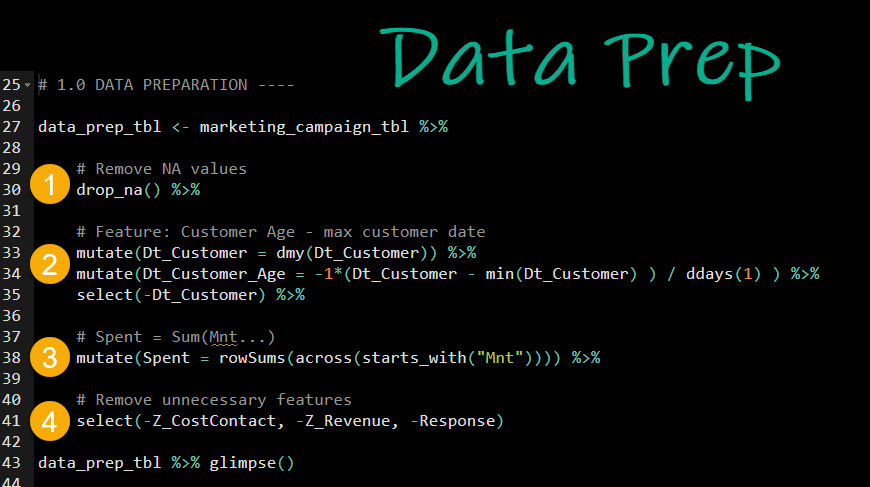 Data Prep
25 # 1.0 DATA PREPARATION ----
26
27 data_prep_tbl <- marketing_campaign_tbl %>%
28
29 # Remove NA values
1
30 drop_na() %>%
31
32 # Feature: Customer Age - max customer date
33 mutate(Dt_Customer = dmy(Dt_Customer)) %>%
2
34 mutate(Dt_Customer_Age = -1*(Dt_Customer - min(Dt_Customer) ) / ddays(1) ) %>%
35 select(-Dt_Customer) %>%
36
37 # Spent = Sum(Mnt...)
3
38 mutate(Spent = rowSums(across(starts_with("Mnt")))) %>%
39
40 # Remove unnecessary features
4
41 select(-Z_CostContact, -Z_Revenue, -Response)
42
43 data_prep_tbl %>% glimpse()
44